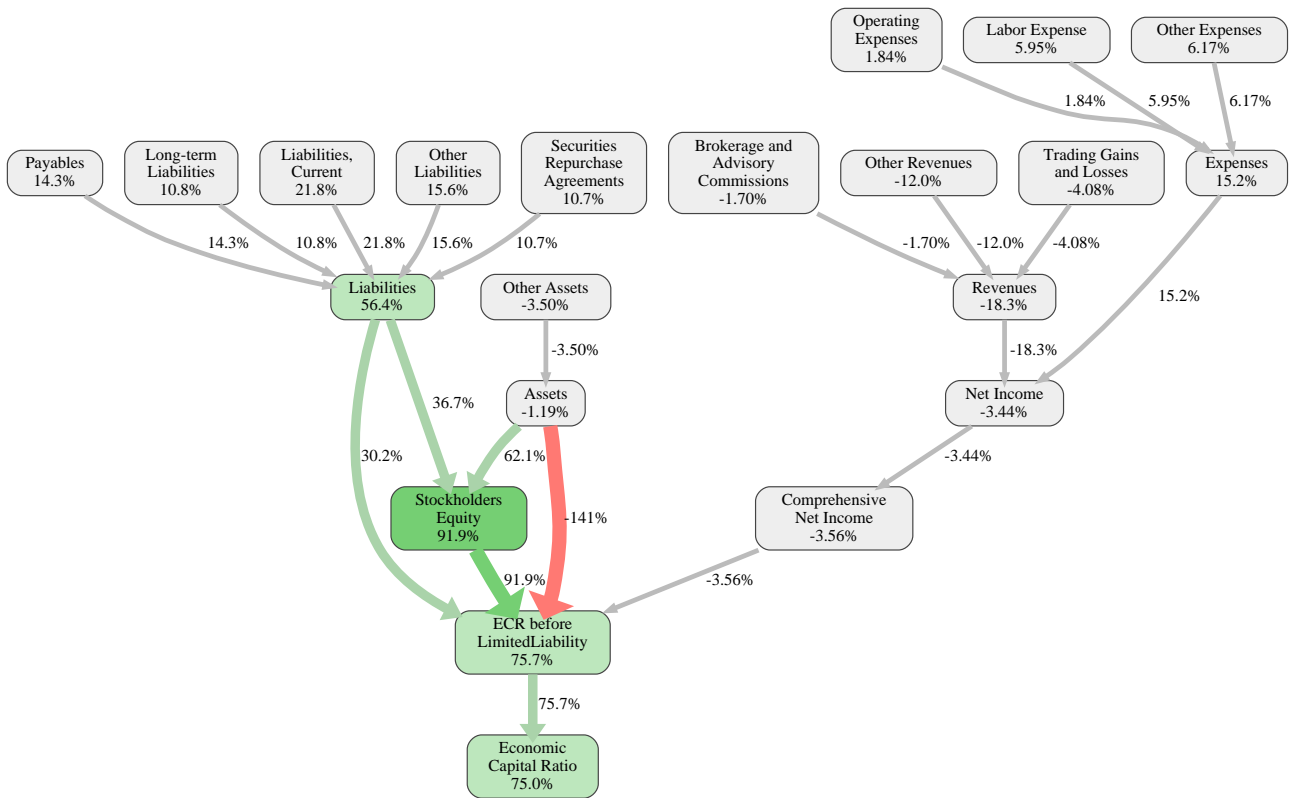 Operating
Expenses
1.84%
Labor Expense
5.95%
Other Expenses
6.17%
1.84%
5.95%
6.17%
Payables
14.3%
Long-term
Liabilities
10.8%
Liabilities,
Current
21.8%
Other
Liabilities
15.6%
Securities
Repurchase
Agreements
10.7%
Brokerage and
Advisory
Commissions
-1.70%
Other Revenues
-12.0%
Trading Gains
and Losses
-4.08%
Expenses
15.2%
14.3%
10.8%
21.8%
15.6%
10.7%
-1.70%
-12.0%
-4.08%
Liabilities
56.4%
Other Assets
-3.50%
Revenues
-18.3%
15.2%
-3.50%
-18.3%
Assets
-1.19%
Net Income
-3.44%
36.7%
30.2%
62.1%
-3.44%
Stockholders
Equity
91.9%
-141%
Comprehensive
Net Income
-3.56%
91.9%
-3.56%
ECR before
LimitedLiability
75.7%
75.7%
Economic
Capital Ratio
75.0%